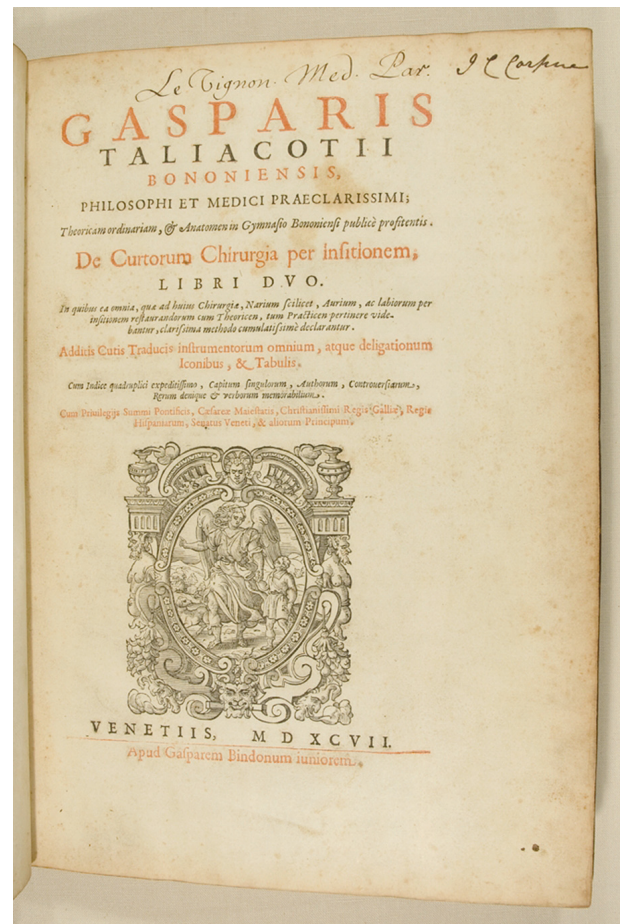 Le Tignon. Med. Par.
GASPARIS
TALIACOTII
BONONIENSIS,
PHILOSOPHI ET MEDICI PRAECLARISSIMI;
Theoricam ordinariam, & Anatomen in Gymnaſio Bononienſi publicè profitentis.
De Curtorum Chirurgia per inſitionem,
LIBRI DVO.
In quibus ea omnia, quæ ad huius Chirurgiæ, Narium ſcilicet, Aurium, ac labiorum per
inſitionem reſtaurandorum cum Theoricen, tum Practicem pertinere vide-
bantur, clariſsima methodo cumulatiſsimè declarantur.
Additis Cutis Traducis inſtrumentorum omnium, atque deligationum
Iconibus, & Tabulis.
Cum Indice quadruplici expeditiſſimo, Capitum ſingulorum, Authorum, Controuerſiarum,
Rerum denique & verborum memorabilium.
Cum Priuilegijs Summi Pontificis, Cæſareæ Maieſtatis, Chriſtianiſſimi Regis Galliæ, Regis
Hiſpaniarum, Senatus Veneti, & aliorum Principum.
VENETIIS, M D XCVII.
Apud Gaſparem Bindonum iuniorem.